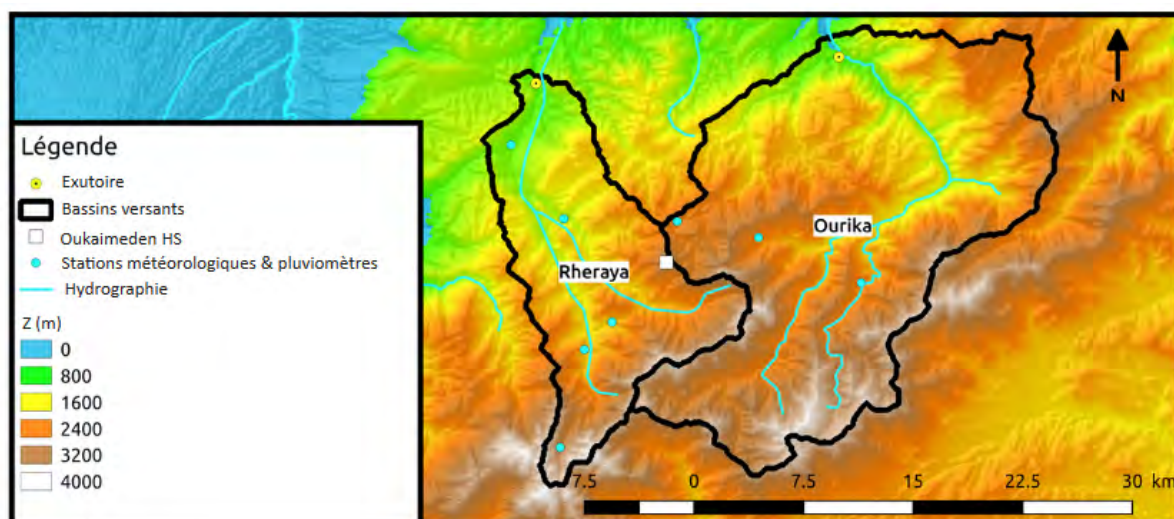 N
Légende
Exutoire
Bassins versants
Oukaimeden HS
Stations météorologiques & pluviomètres
Hydrographie
Z (m)
0
800
1600
2400
3200
4000
Ourika
Rheraya
7.5 0 7.5 15 22.5 30 km